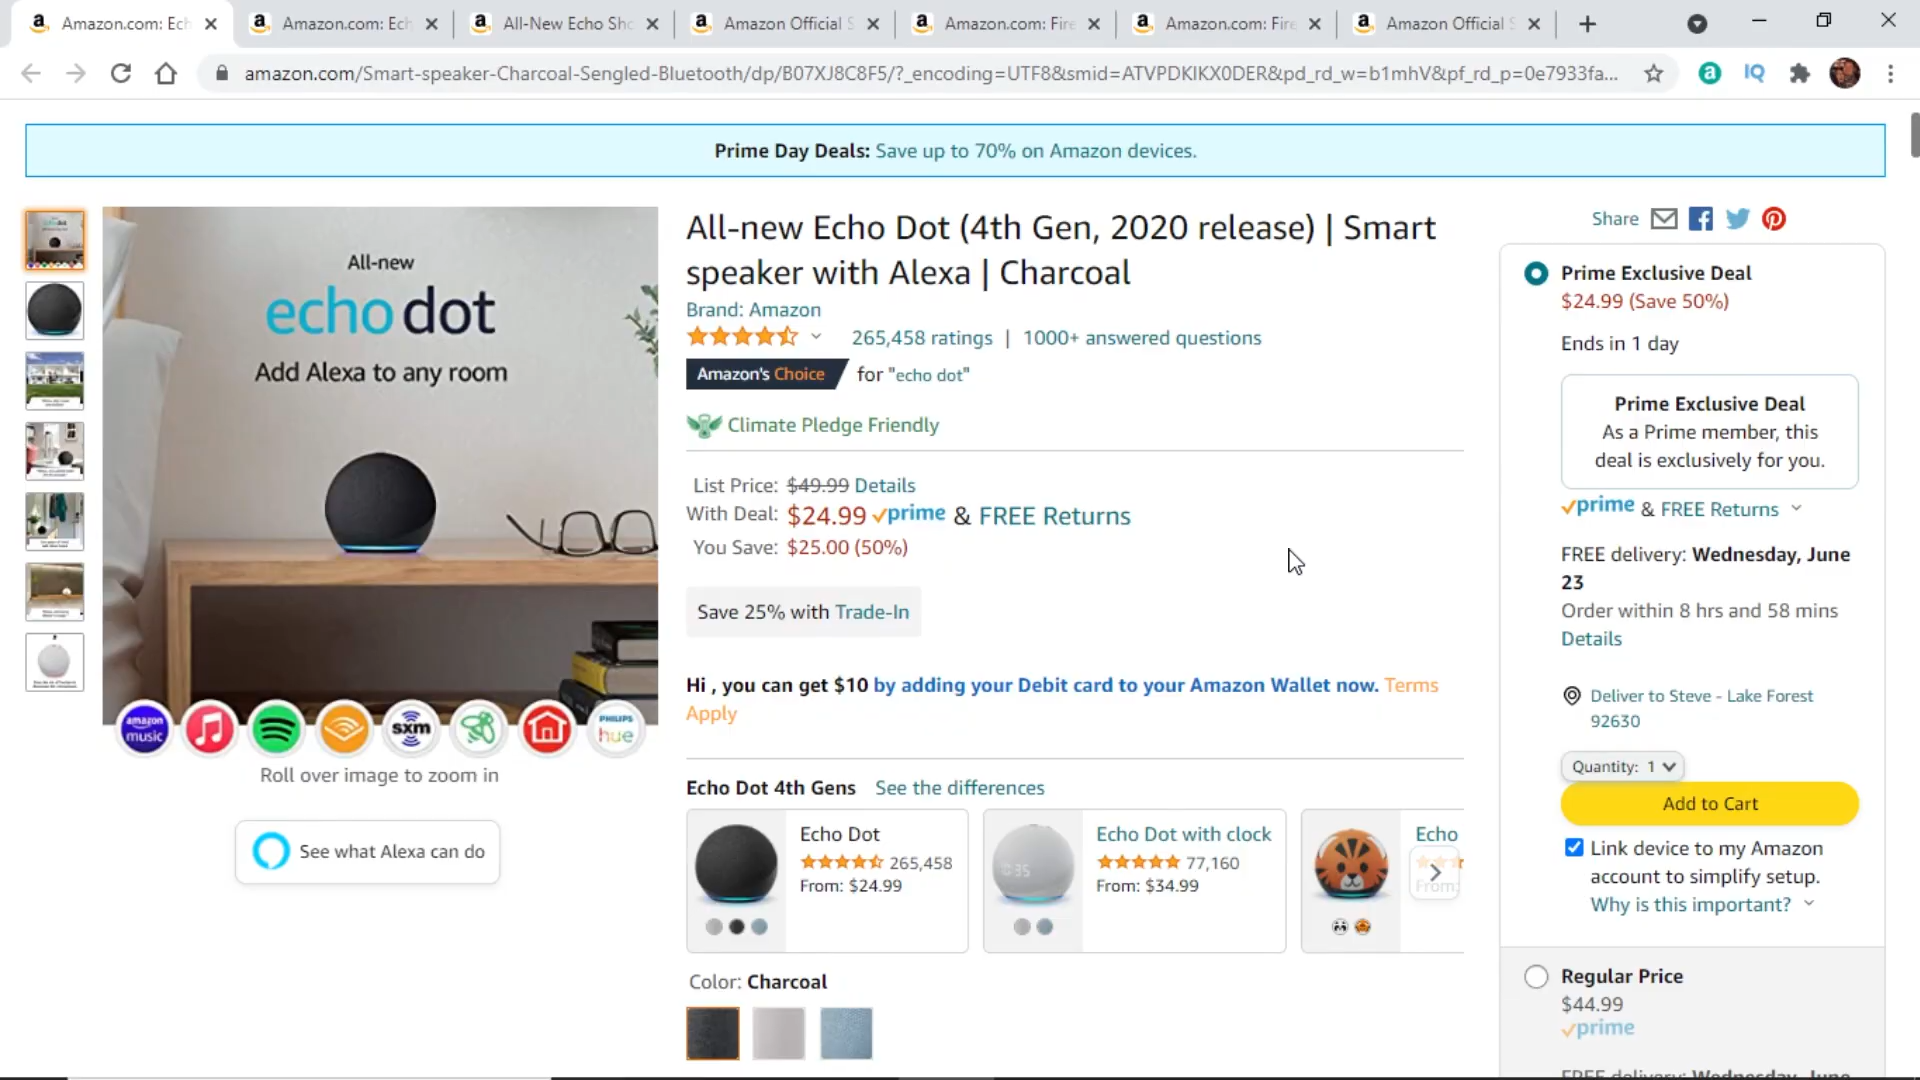 Amazon.com: Ech
Amazon.com: Ech
All-New Echo Sho
Amazon Official S
Amazon.com: Fire
Amazon.com: Fire
Amazon Official S
amazon.com/Smart-speaker-Charcoal-Sengled-Bluetooth/dp/B07XJ8C8F5/?_encoding=UTF8&smid=ATVPDKIKX0DER&pd_rd_w=b1mhV&pf_rd_p=0e7933fa...
IQ
Prime Day Deals: Save up to 70% on Amazon devices.
All-new
echo dot
Add Alexa to any room
amazon music
sxm
PHILIPS
hue
Roll over image to zoom in
See what Alexa can do
All-new Echo Dot (4th Gen, 2020 release) | Smart
speaker with Alexa | Charcoal
Brand: Amazon
265,458 ratings | 1000+ answered questions
Amazon's Choice for "echo dot"
Climate Pledge Friendly
List Price: $49.99 Details
With Deal: $24.99 prime & FREE Returns
You Save: $25.00 (50%)
Save 25% with Trade-In
Hi , you can get $10 by adding your Debit card to your Amazon Wallet now. Terms
Apply
Echo Dot 4th Gens See the differences
Echo Dot
265,458
From: $24.99
Echo Dot with clock
77,160
From: $34.99
Echo
From:
Color: Charcoal
Share
Prime Exclusive Deal
$24.99 (Save 50%)
Ends in 1 day
Prime Exclusive Deal
As a Prime member, this
deal is exclusively for you.
prime & FREE Returns
FREE delivery: Wednesday, June
23
Order within 8 hrs and 58 mins
Details
Deliver to Steve - Lake Forest
92630
Quantity: 1
Add to Cart
Link device to my Amazon
account to simplify setup.
Why is this important?
Regular Price
$44.99
prime
FREE delivery: Wednesday, June